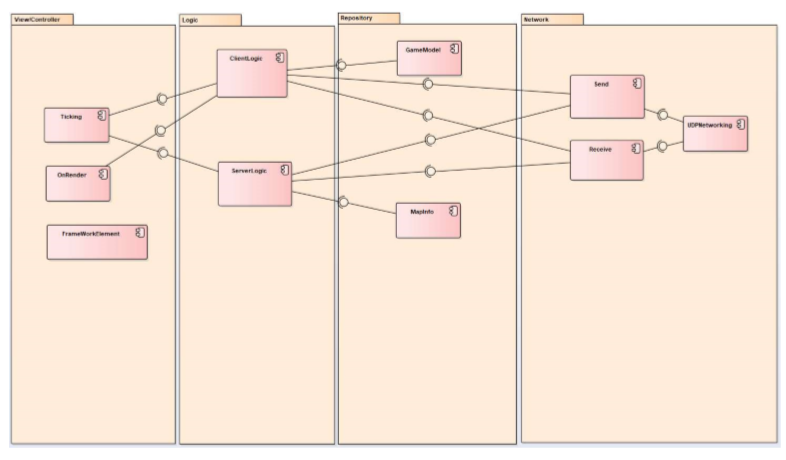 View/Controller
Logic
Repository
Network
ClientLogic
GameModel
Send
Ticking
UDPNetworking
Receive
OnRender
ServerLogic
MapInfo
FrameWorkElement